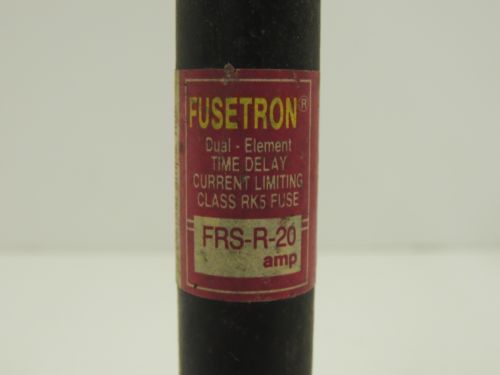 FUSETRON®
Dual - Element
TIME DELAY
CURRENT LIMITING
CLASS RK5 FUSE
FRS-R-20
amp